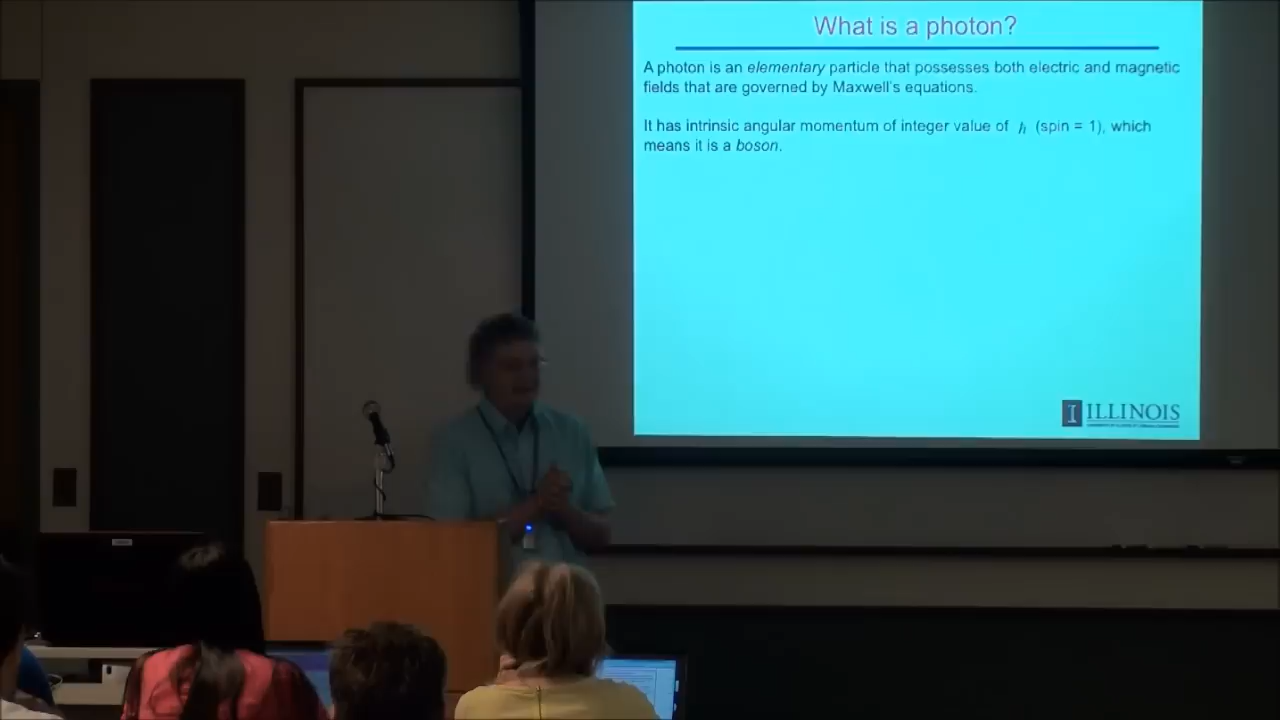 What is a photon?
A photon is an elementary particle that possesses both electric and magnetic
fields that are governed by Maxwell's equations.
It has intrinsic angular momentum of integer value of ℏ (spin = 1), which
means it is a boson.
I ILLINOIS